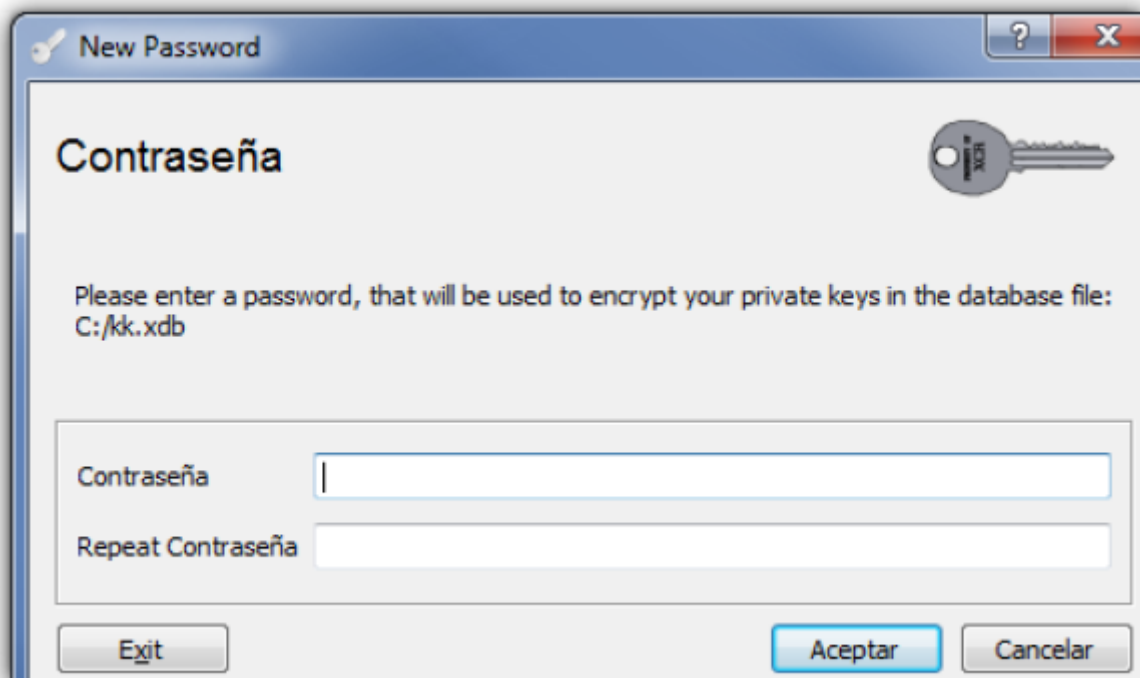 New Password
?
X
Contraseña
XCA
Please enter a password, that will be used to encrypt your private keys in the database file:
C:/kk.xdb
Contraseña
Repeat Contraseña
Exit
Aceptar
Cancelar